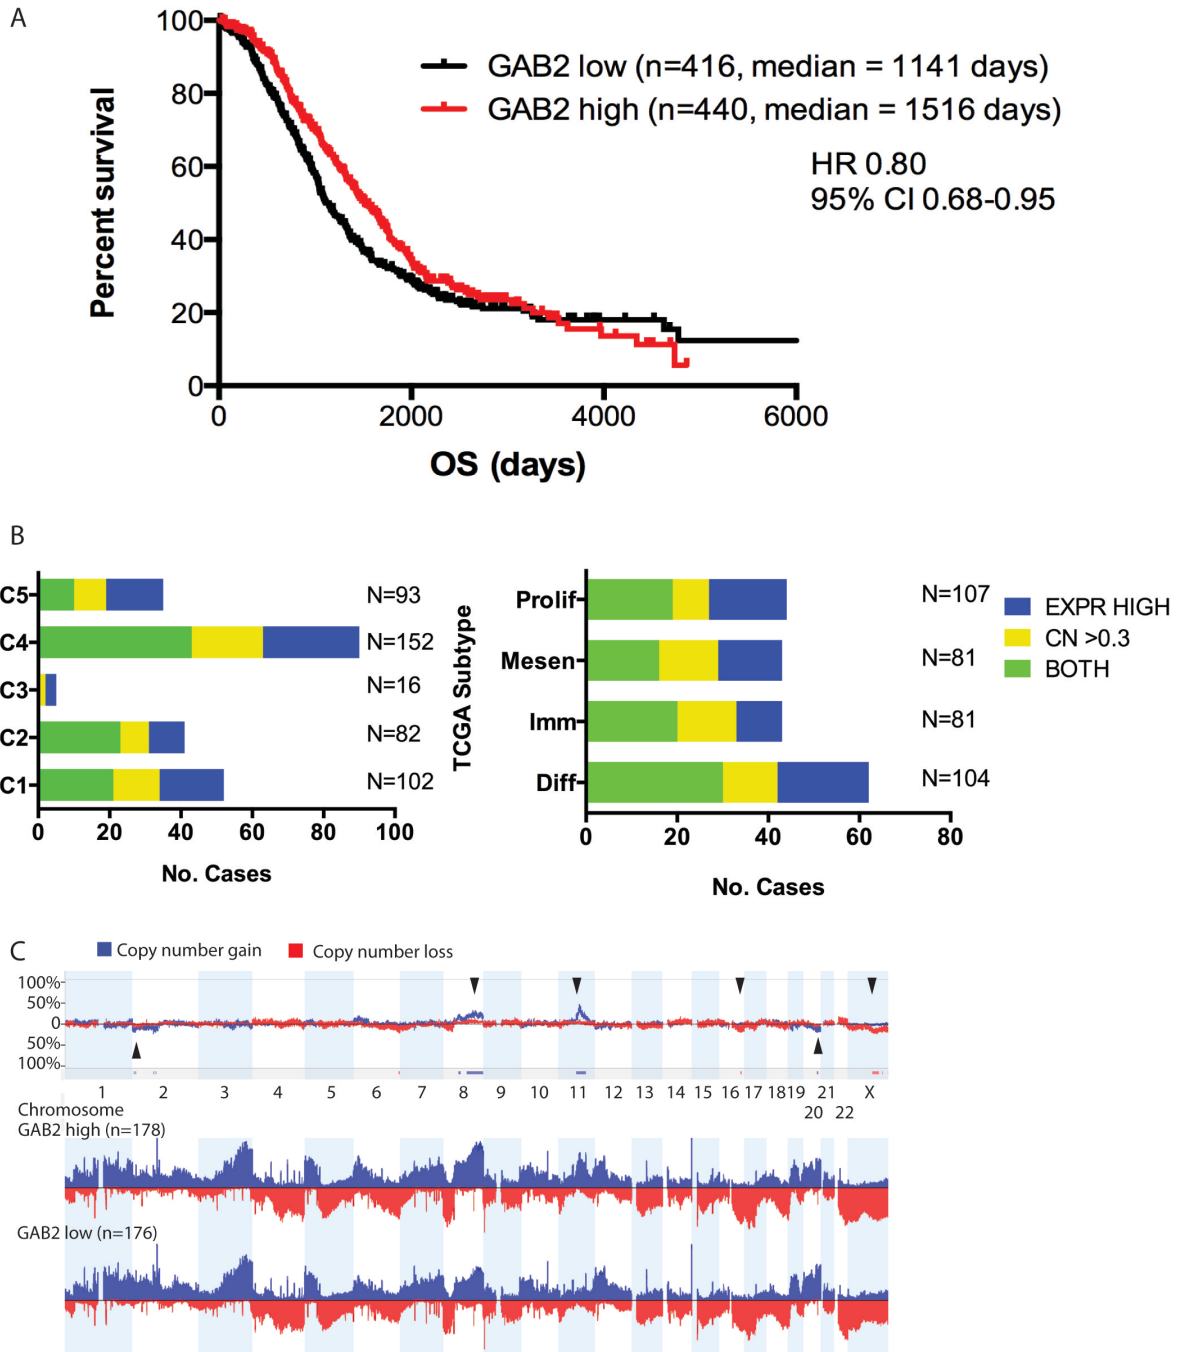 A
100
80
60
40
20
0
Percent survival
GAB2 low (n=416, median = 1141 days)
GAB2 high (n=440, median = 1516 days)
HR 0.80
95% CI 0.68-0.95
0 2000 4000 6000
OS (days)
B
C5 N=93
C4 N=152
C3 N=16
C2 N=82
C1 N=102
0 20 40 60 80 100
No. Cases
TCGA Subtype
Prolif N=107
Mesen N=81
Imm N=81
Diff N=104
0 20 40 60 80
No. Cases
EXPR HIGH
CN >0.3
BOTH
C
Copy number gain Copy number loss
100%
50%
0
50%
100%
1 2 3 4 5 6 7 8 9 10 11 12 13 14 15 16 17 18 19 21 X
20 22
Chromosome
GAB2 high (n=178)
GAB2 low (n=176)